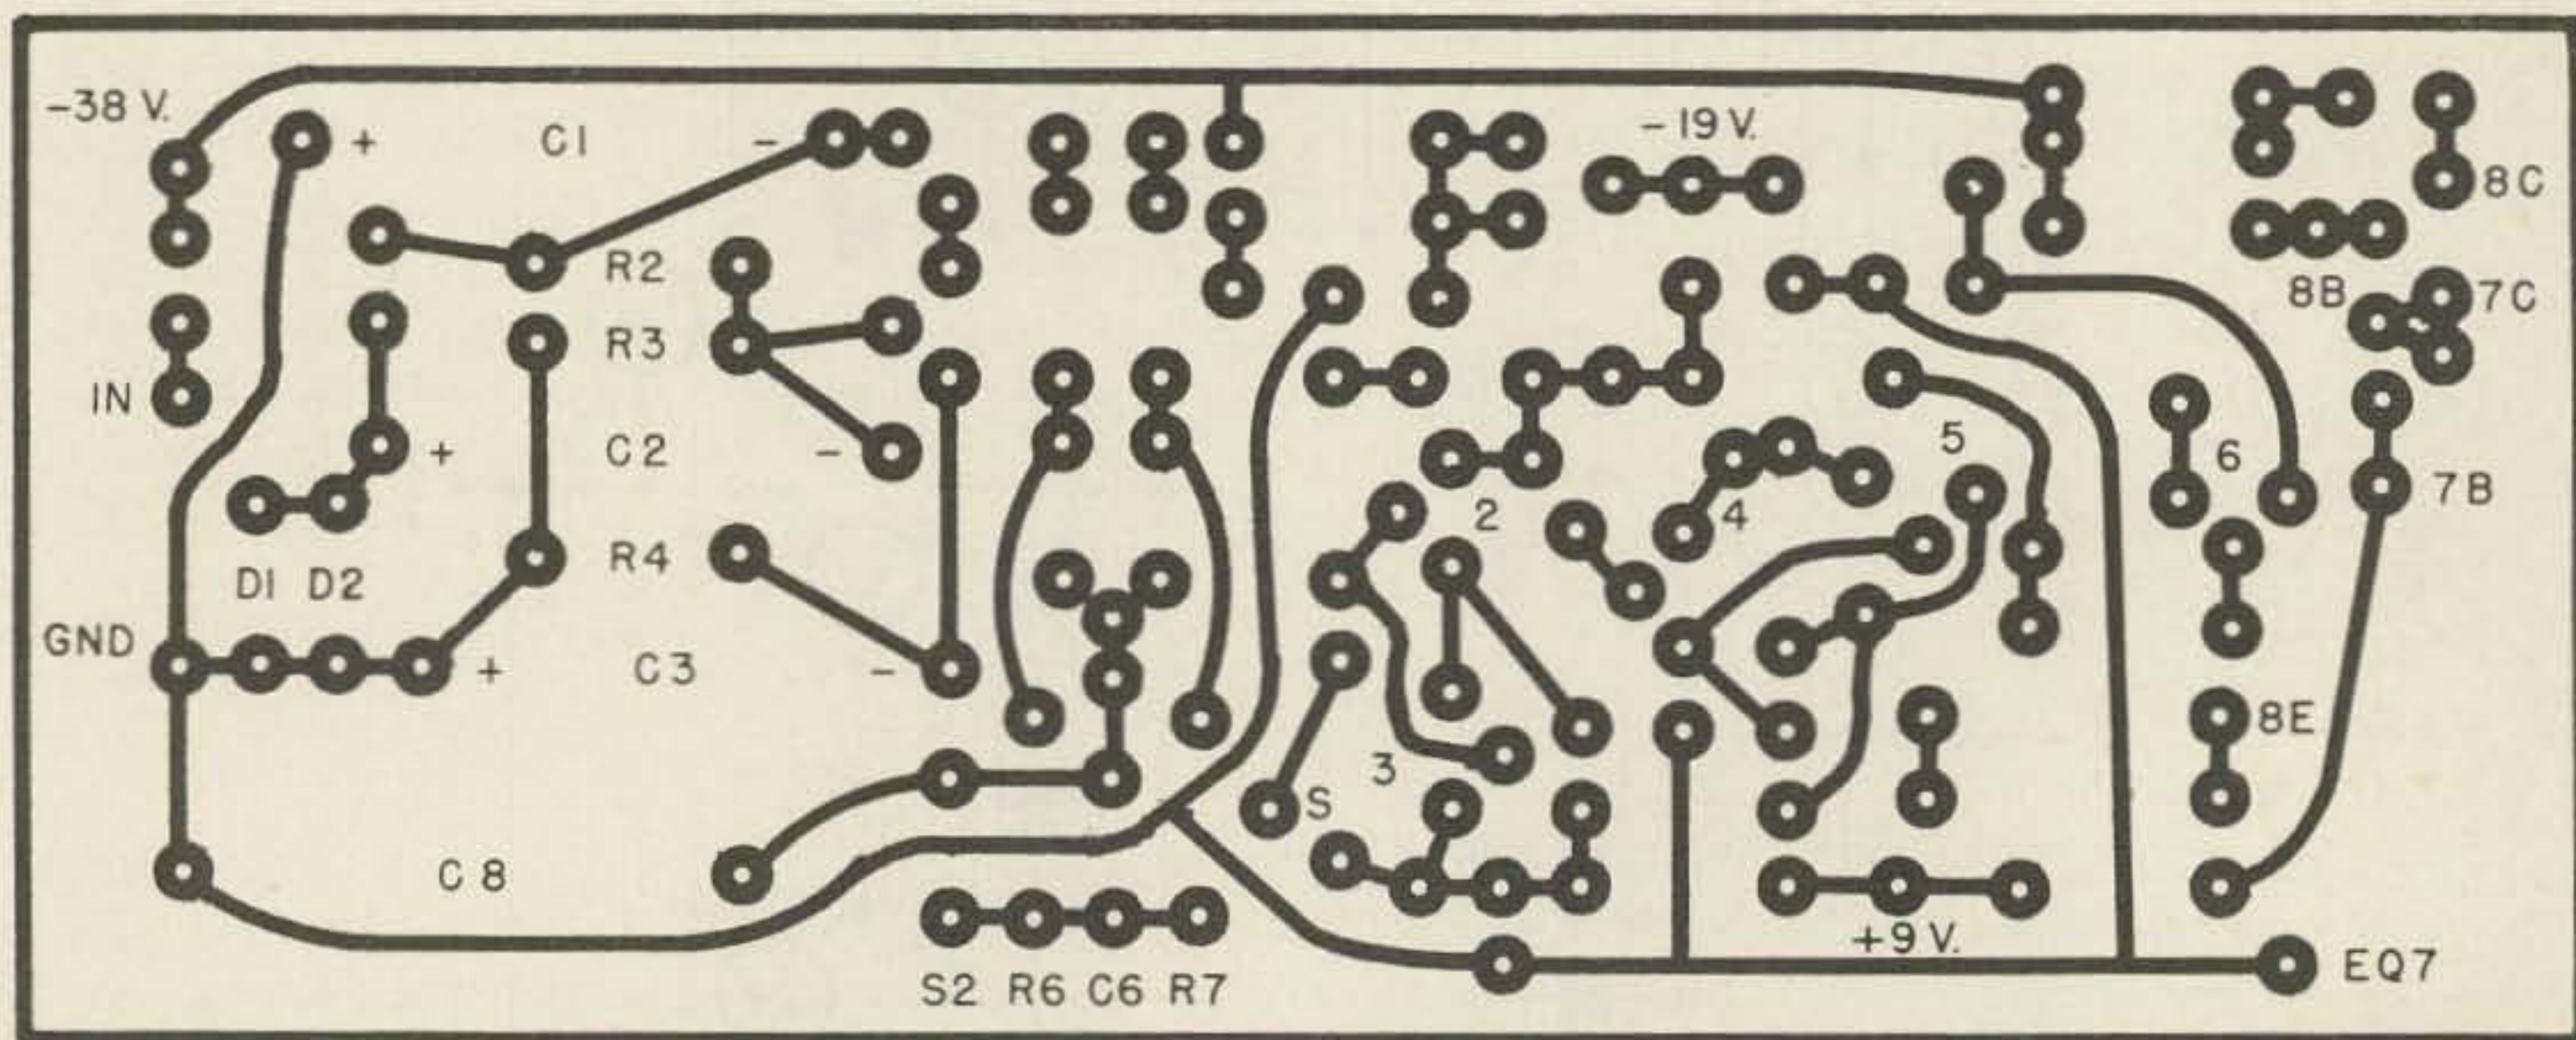 -38 V.
+ C1 -
-19 V.
8C
R2
8B
7C
R3
IN
+ C2 -
5
6
7B
2
4
R4
D1 D2
GND
+ C3 -
8E
3
S
C8
+9 V.
EQ7
S2 R6 C6 R7